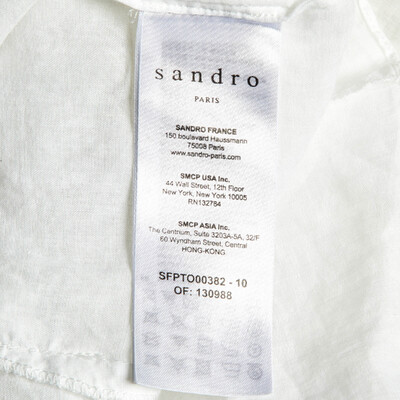 sandro
PARIS
SANDRO FRANCE
150 boulevard Haussmann
75008 Paris
www.sandro-paris.com
SMCP USA Inc.
44 Wall Street, 12th Floor
New York, New York 10005
RN132784
SMCP ASIA Inc.
The Centrium, Suite 3203A-5A, 32/F
60 Wyndham Street, Central
HONG-KONG
SFPTO00382 - 10
OF: 130988